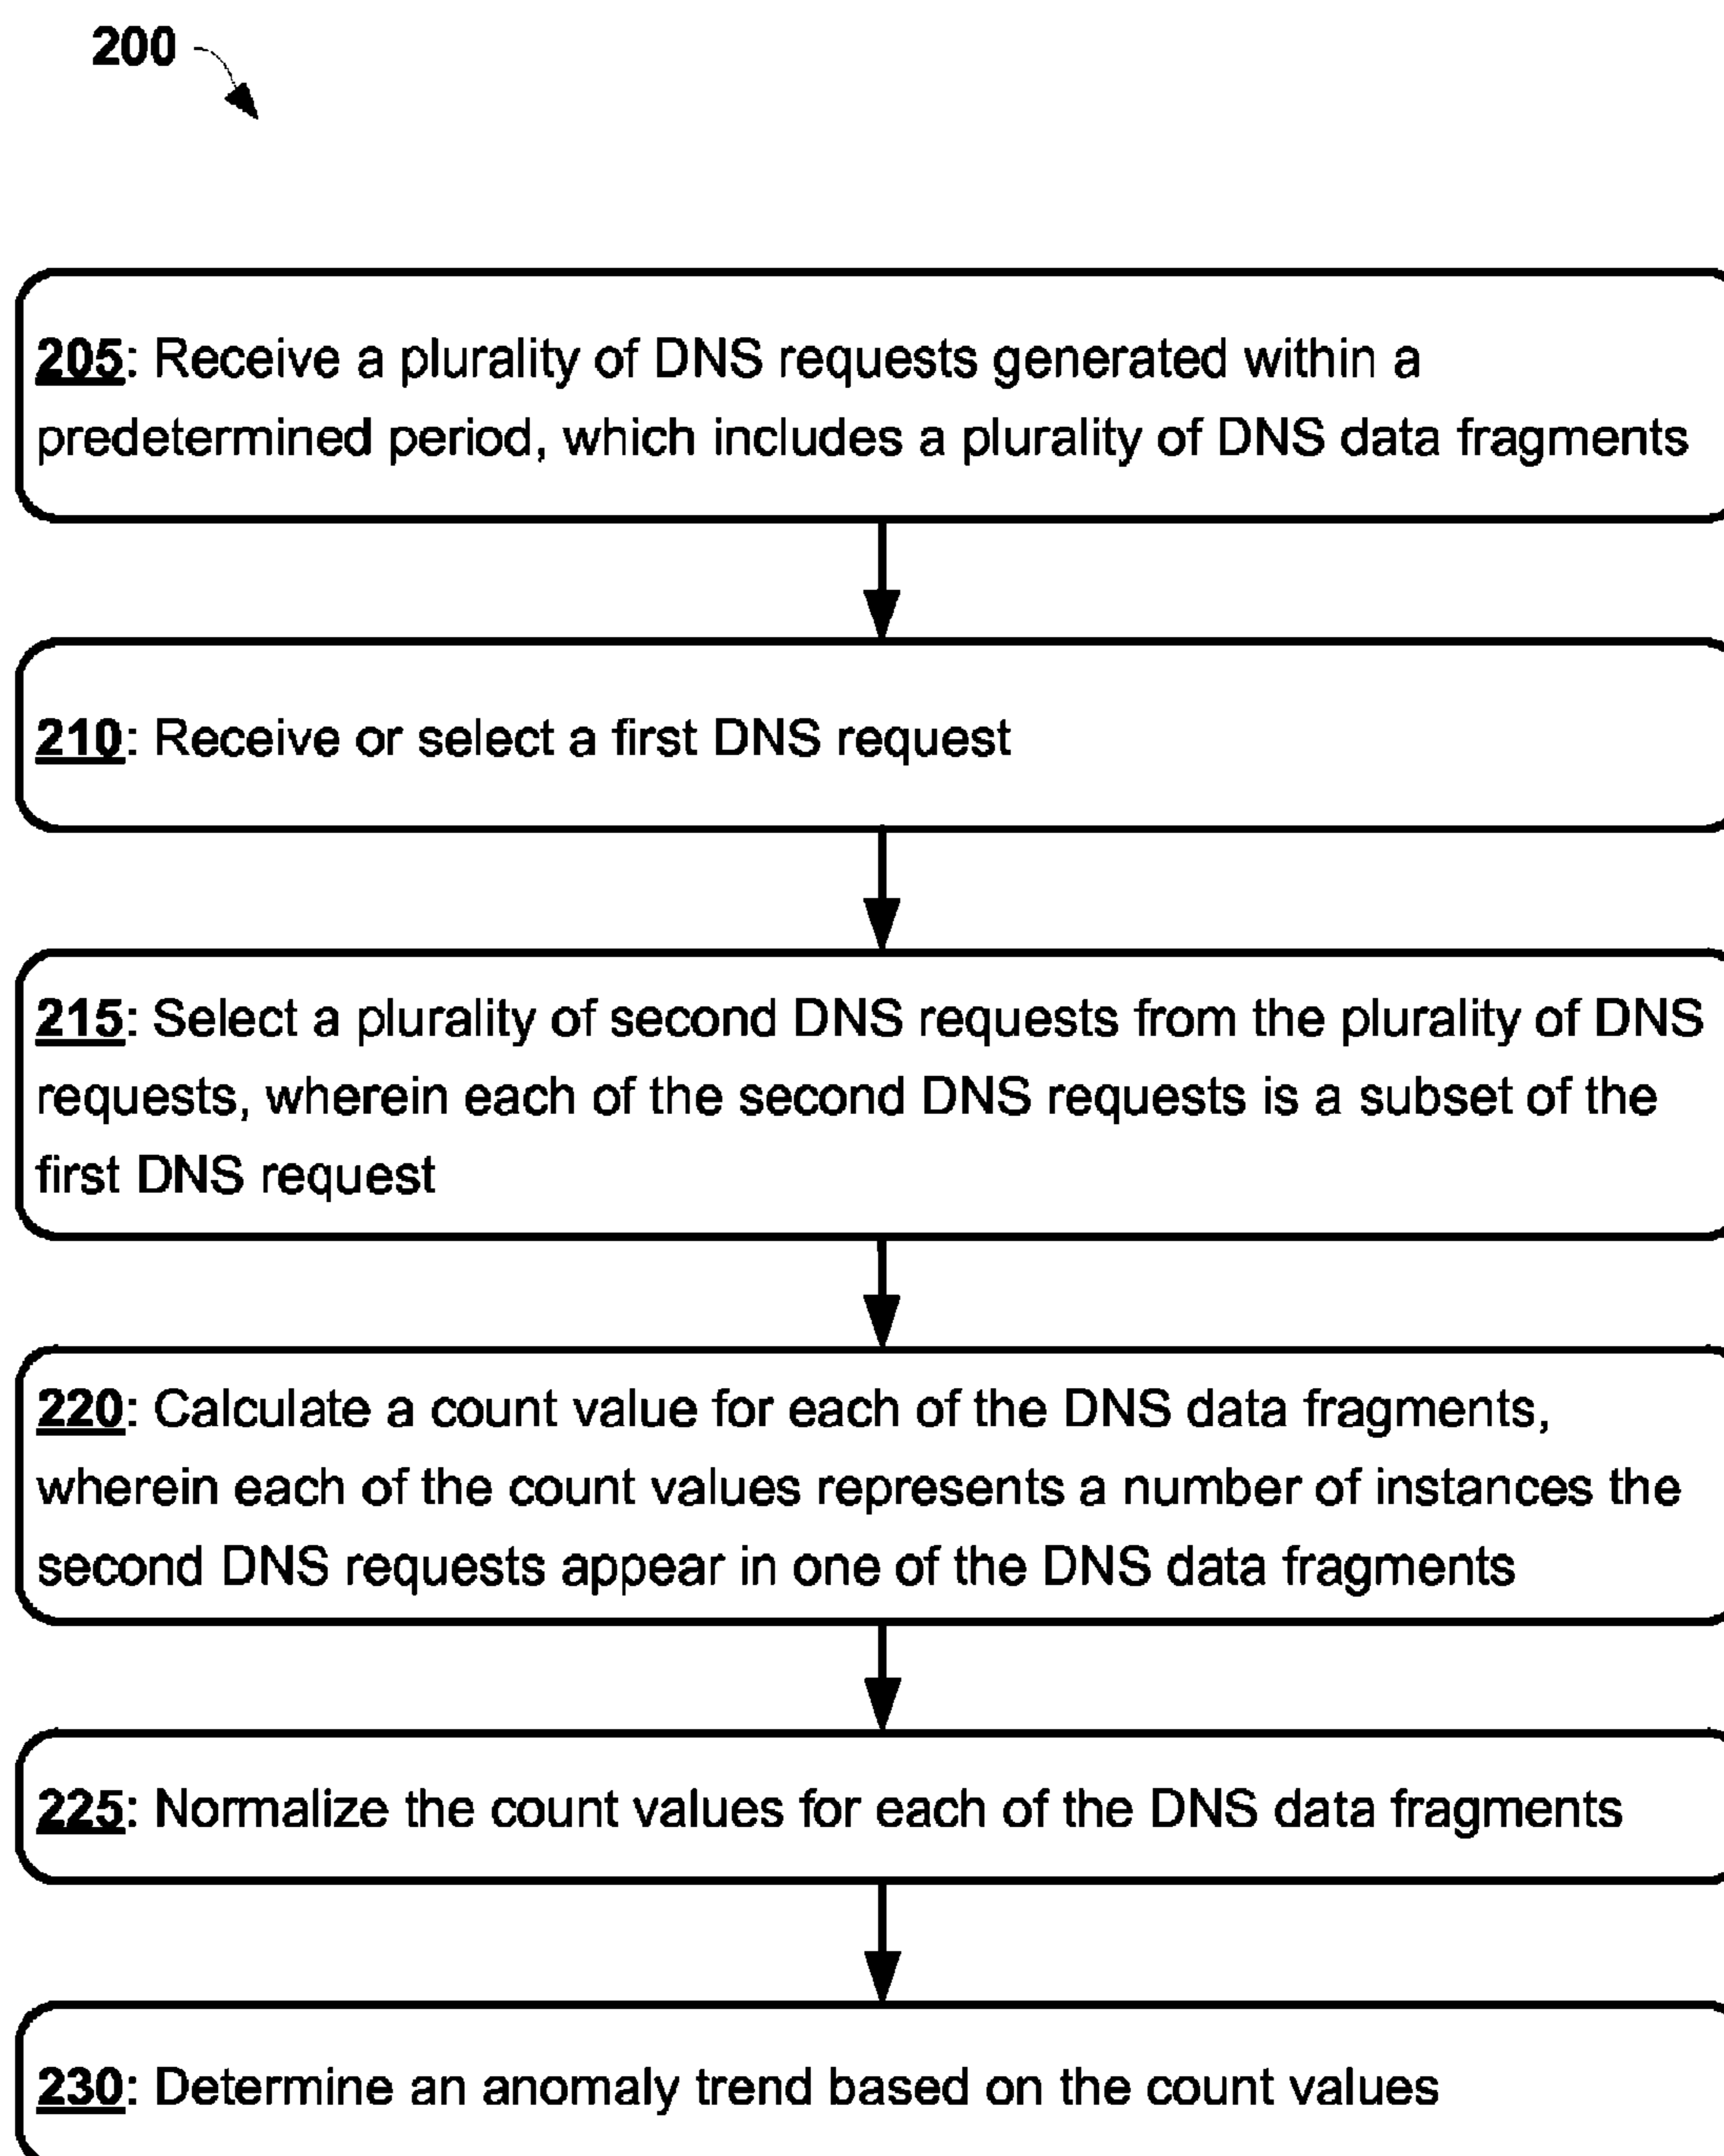 200
205: Receive a plurality of DNS requests generated within a
predetermined period, which includes a plurality of DNS data fragments
210: Receive or select a first DNS request
215: Select a plurality of second DNS requests from the plurality of DNS
requests, wherein each of the second DNS requests is a subset of the
first DNS request
220: Calculate a count value for each of the DNS data fragments,
wherein each of the count values represents a number of instances the
second DNS requests appear in one of the DNS data fragments
225: Normalize the count values for each of the DNS data fragments
230: Determine an anomaly trend based on the count values